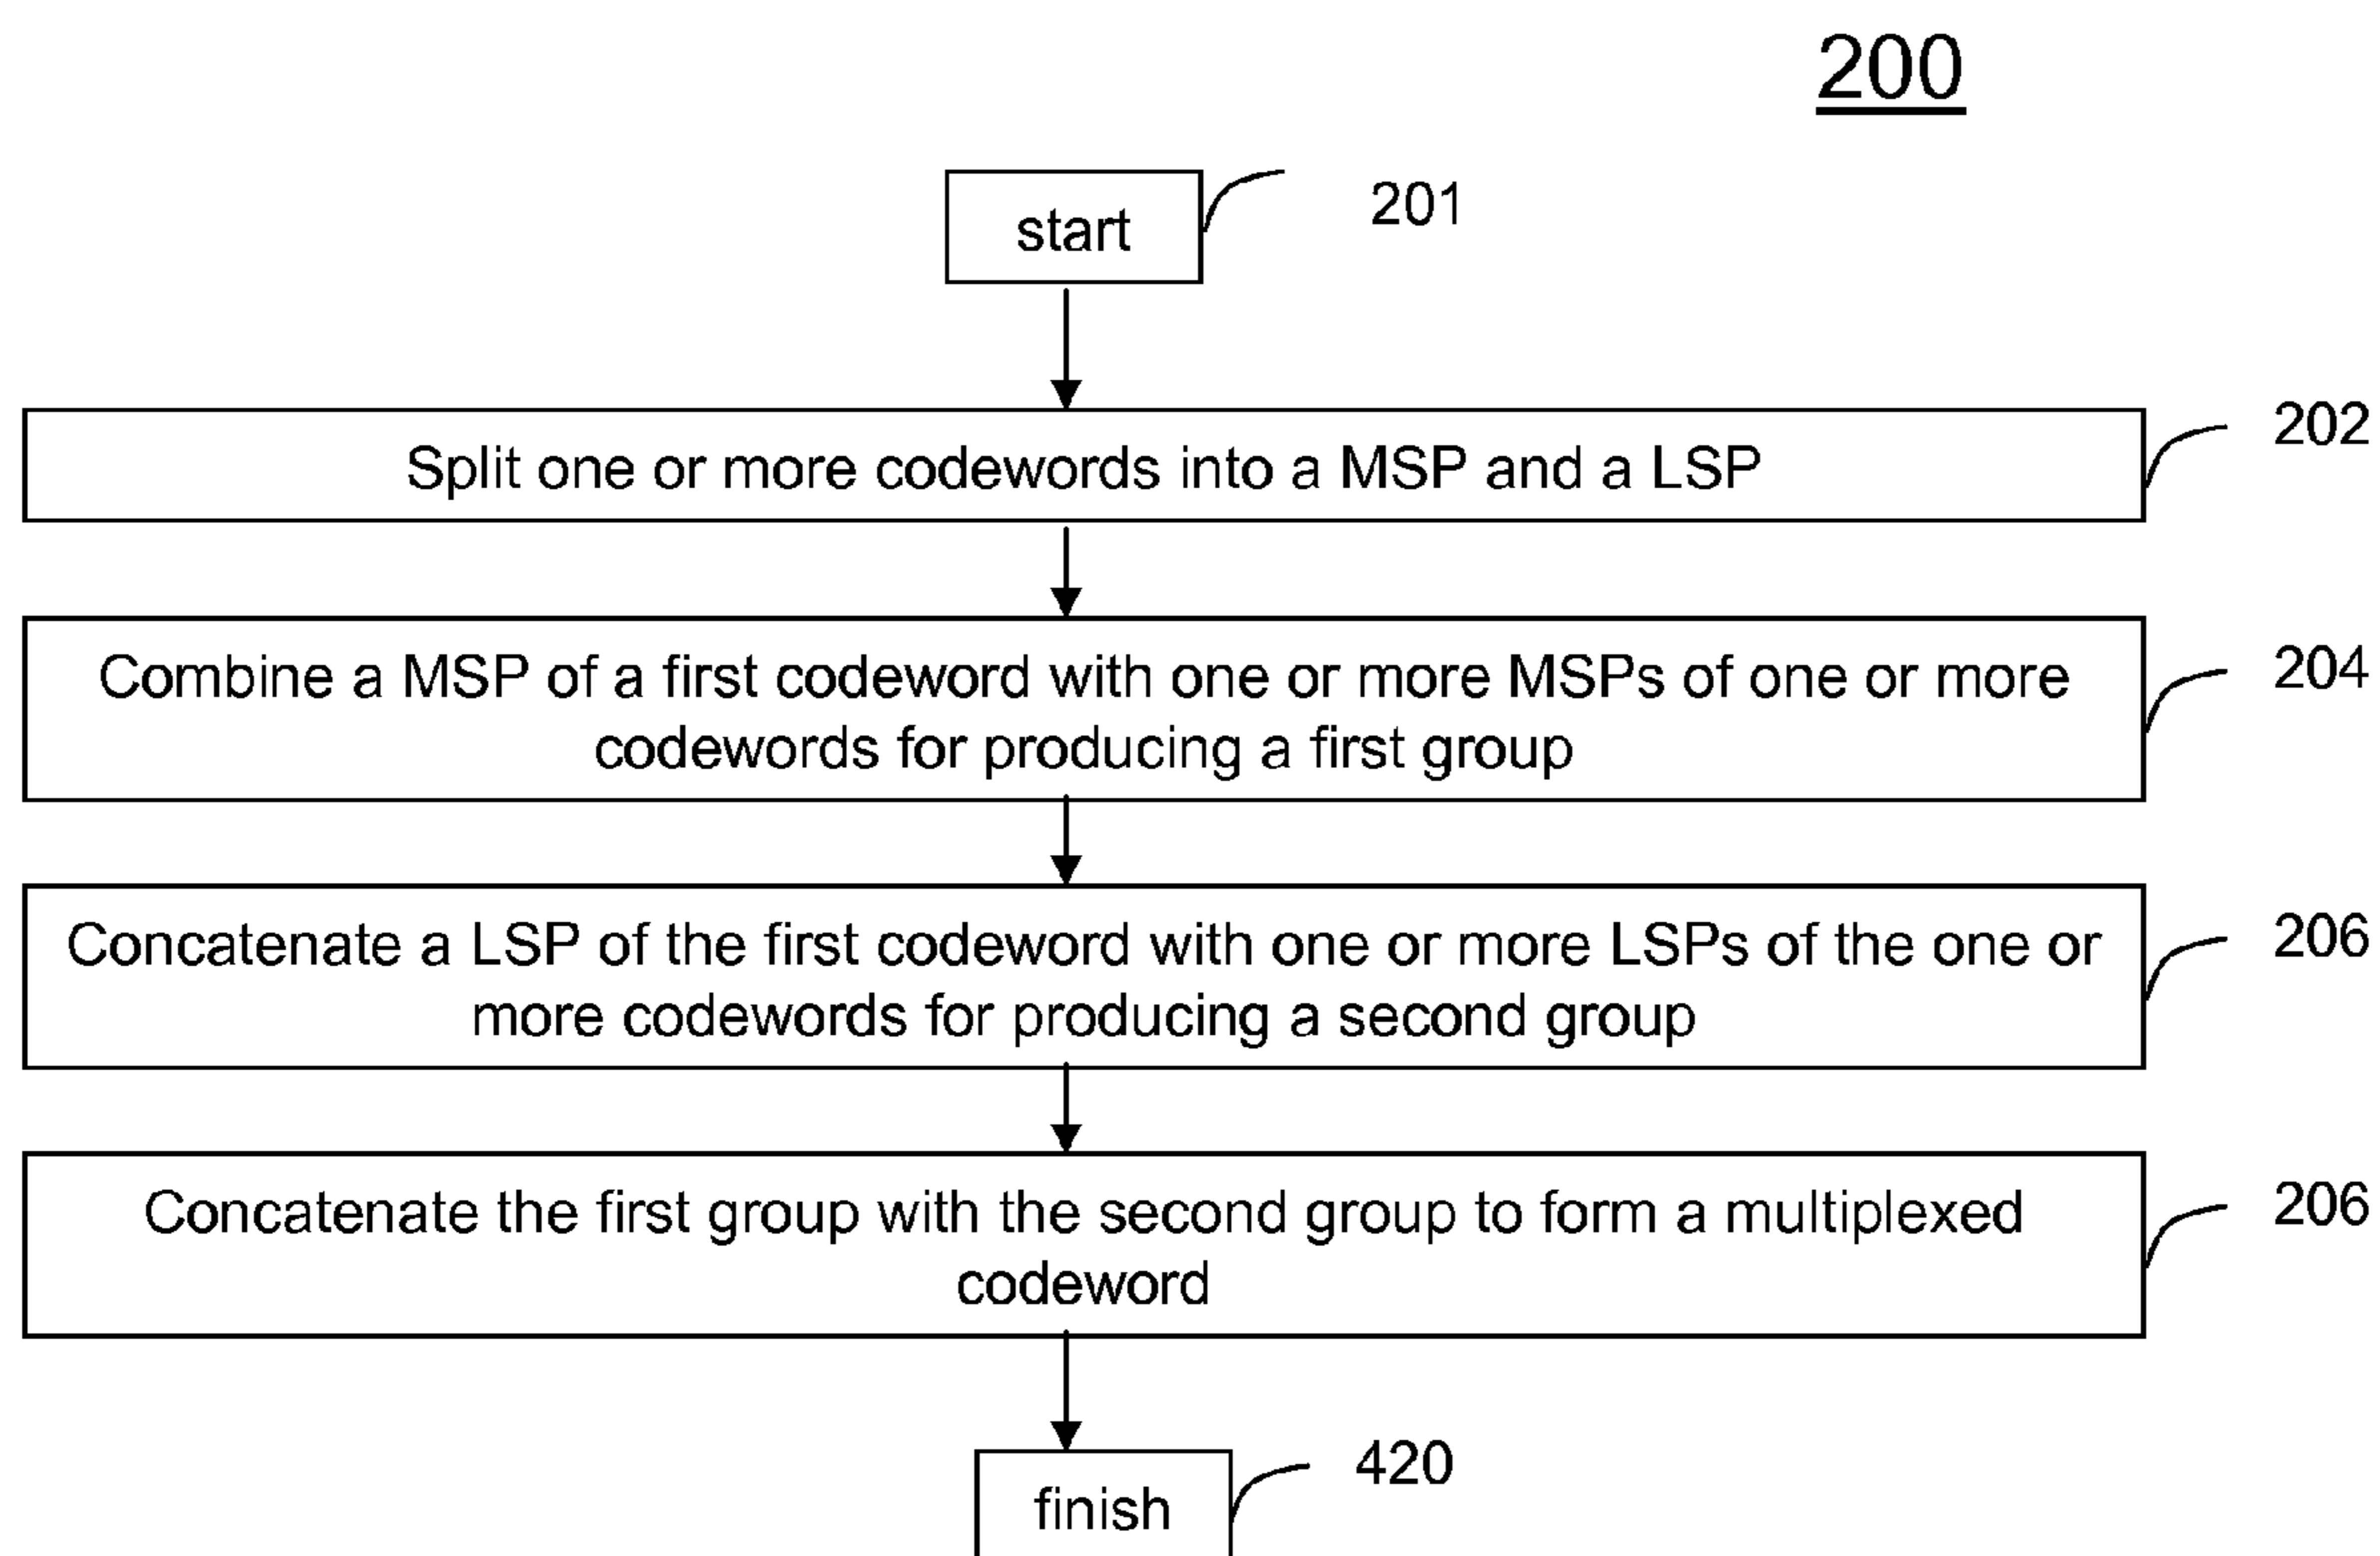 200
start
201
Split one or more codewords into a MSP and a LSP
202
Combine a MSP of a first codeword with one or more MSPs of one or more
codewords for producing a first group
204
Concatenate a LSP of the first codeword with one or more LSPs of the one or
more codewords for producing a second group
206
Concatenate the first group with the second group to form a multiplexed
codeword
206
finish
420